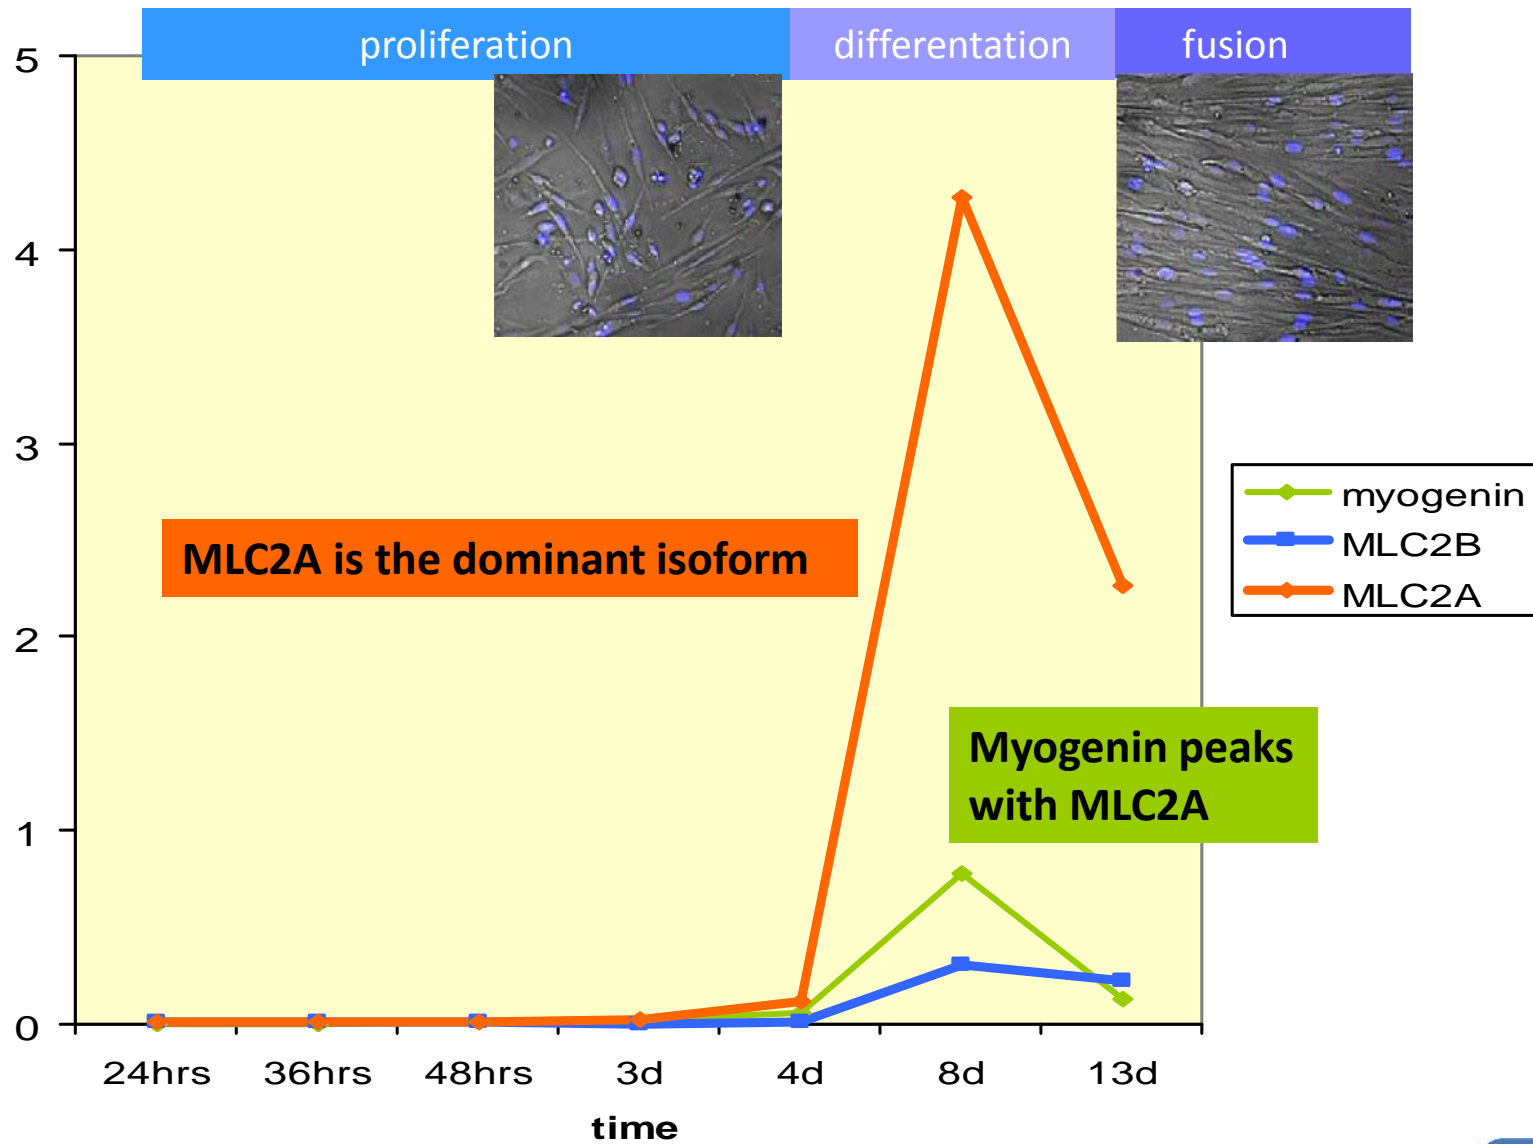 proliferation differentation fusion
5
4
3
2
1
0
MLC2A is the dominant isoform
myogenin
MLC2B
MLC2A
Myogenin peaks
with MLC2A
24hrs 36hrs 48hrs 3d 4d 8d 13d
time